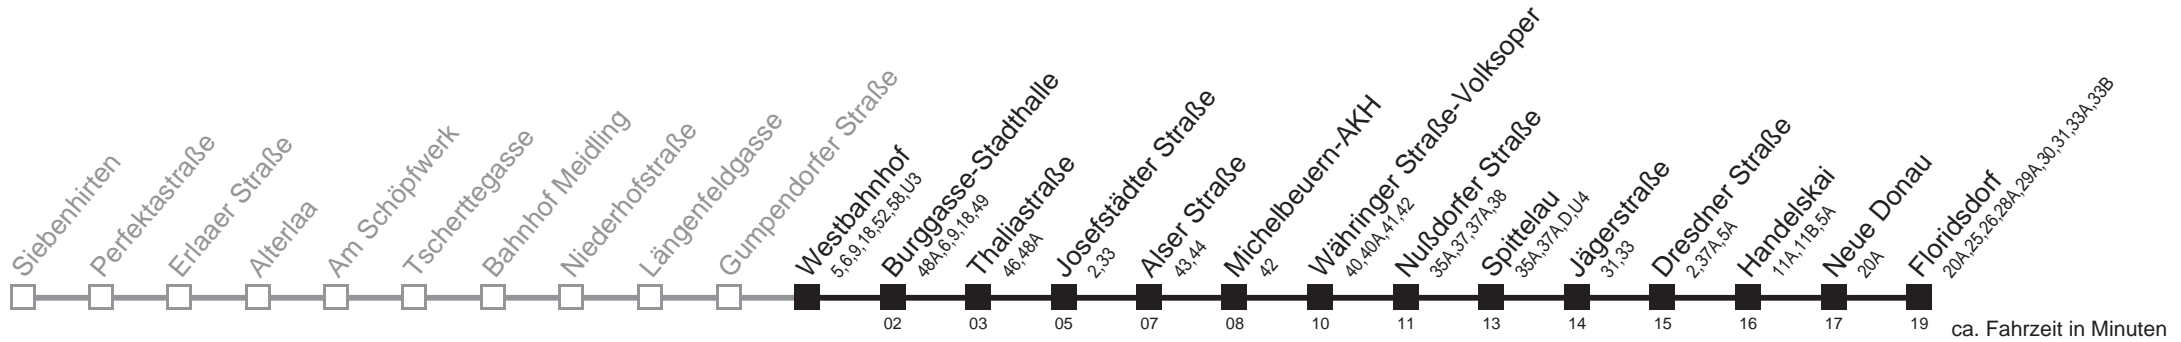 Siebenhirten
Perfektastraße
Erlaaer Straße
Alterlaa
Am Schöpfwerk
Tscherttegasse
Bahnhof Meidling
Niederhofstraße
Längenfeldgasse
Gumpendorfer Straße
Westbahnhof
5,6,9,18,52,58,U3
Burggasse-Stadthalle
48A,6,9,18,49
Thaliastraße
46,48A
Josefstädter Straße
2,33
Alser Straße
43,44
Michelbeuern-AKH
42
Währinger Straße-Volksoper
40,40A,41,42
Nußdorfer Straße
35A,37,37A,38
Spittelau
35A,37A,D,U4
Jägerstraße
31,33
Dresdner Straße
2,37A,5A
Handelskai
11A,11B,5A
Neue Donau
20A
Floridsdorf
20A,25,26,28A,29A,30,31,33A,33B
02 03 05 07 08 10 11 13 14 15 16 17 19 ca. Fahrzeit in Minuten